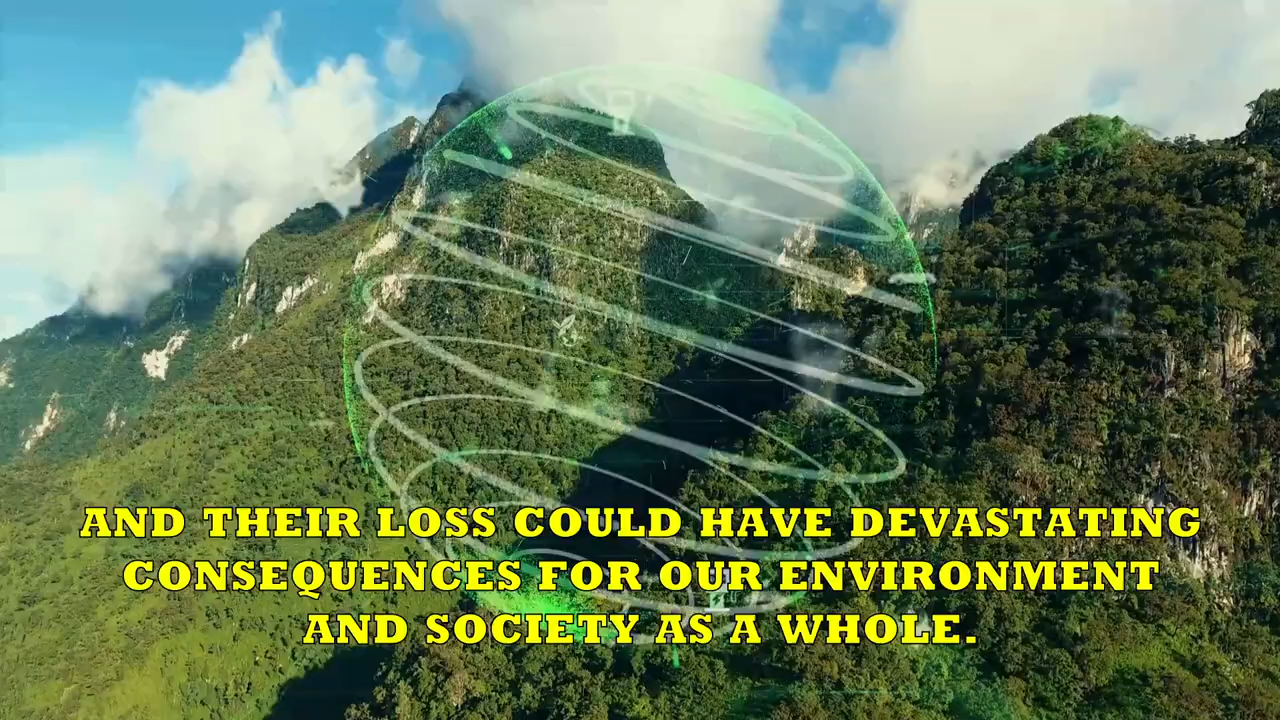 AND THEIR LOSS COULD HAVE DEVASTATING
CONSEQUENCES FOR OUR ENVIRONMENT
AND SOCIETY AS A WHOLE.